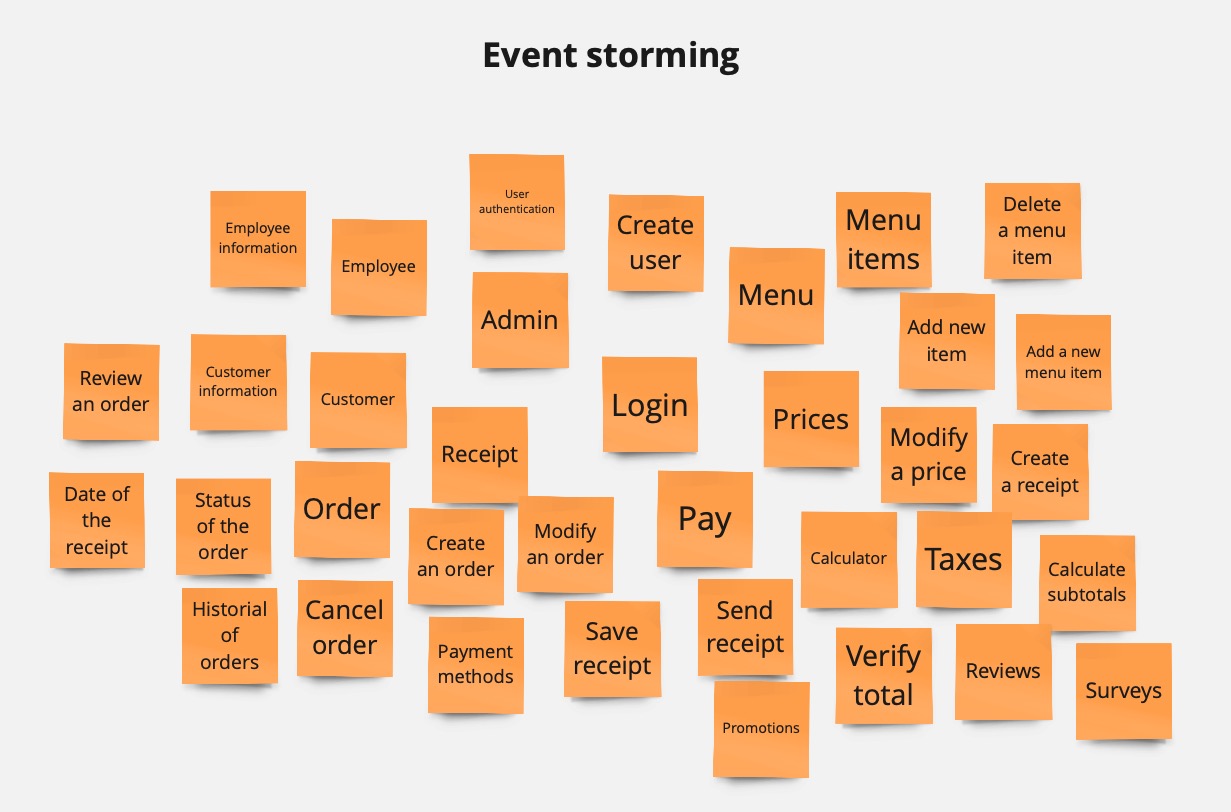 Event storming
User
authentication
Employee
information
Employee
Create
user
Menu
items
Delete
a menu
item
Admin
Menu
Add new
item
Add a new
menu item
Review
an order
Customer
information
Customer
Login
Prices
Receipt
Modify
a price
Create
a receipt
Date of
the
receipt
Status
of the
order
Order
Create
an order
Modify
an order
Pay
Calculator
Taxes
Calculate
subtotals
Historial
of
orders
Cancel
order
Payment
methods
Save
receipt
Send
receipt
Verify
total
Reviews
Surveys
Promotions